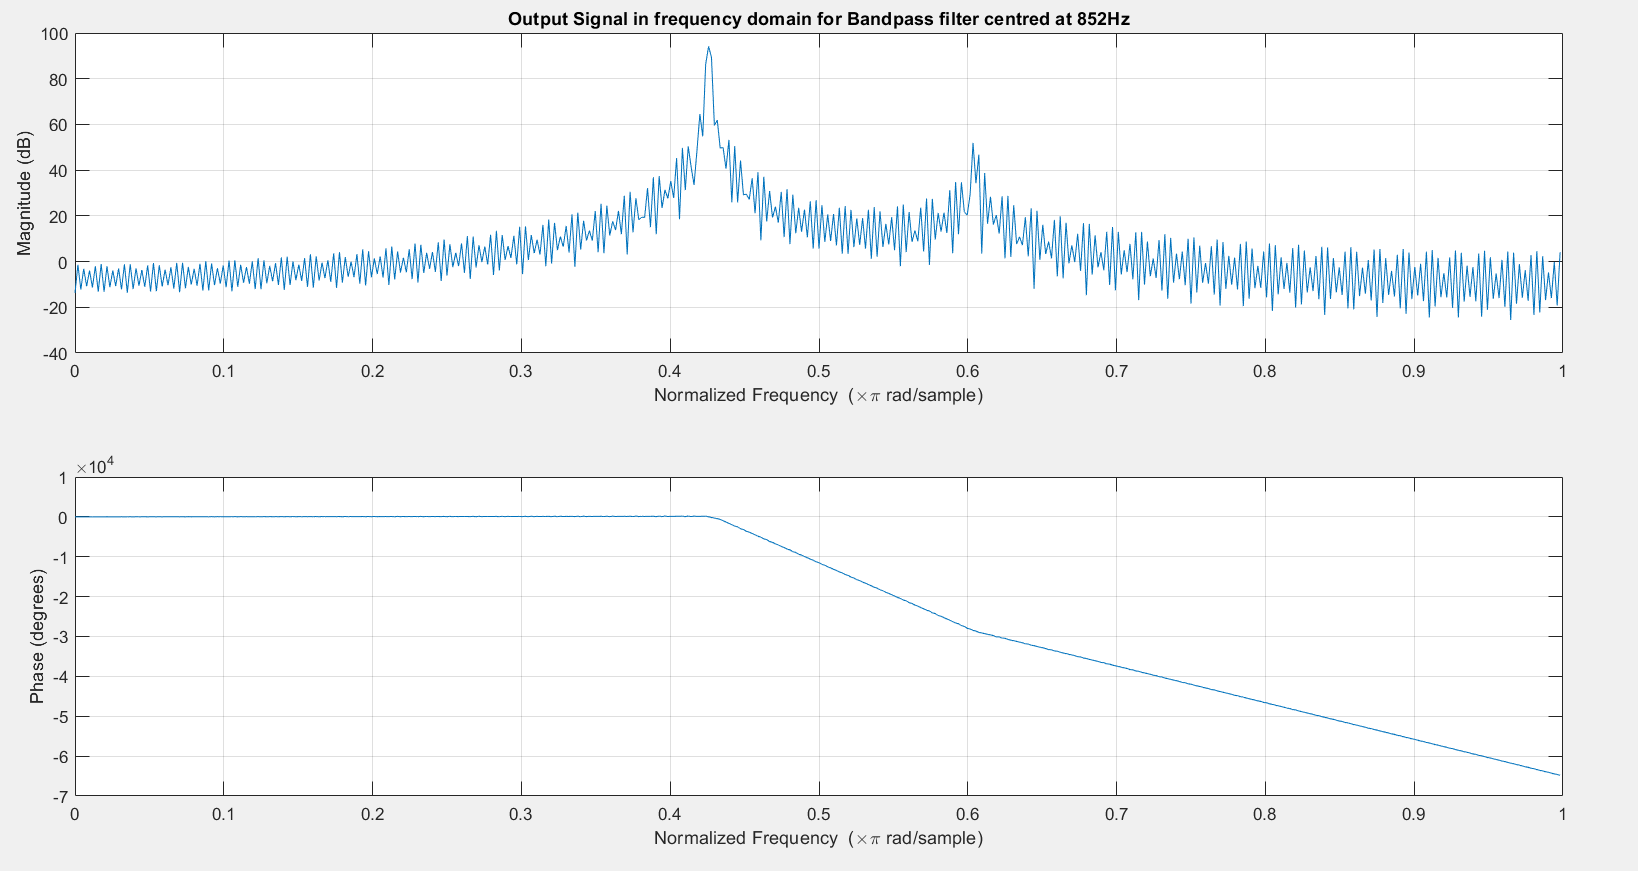 Output Signal in frequency domain for Bandpass filter centred at 852Hz
100
80
60
40
20
0
-20
-40
Magnitude (dB)
0 0.1 0.2 0.3 0.4 0.5 0.6 0.7 0.8 0.9 1
Normalized Frequency (×π rad/sample)
×10^4
1
0
-1
-2
-3
-4
-5
-6
-7
Phase (degrees)
0 0.1 0.2 0.3 0.4 0.5 0.6 0.7 0.8 0.9 1
Normalized Frequency (×π rad/sample)